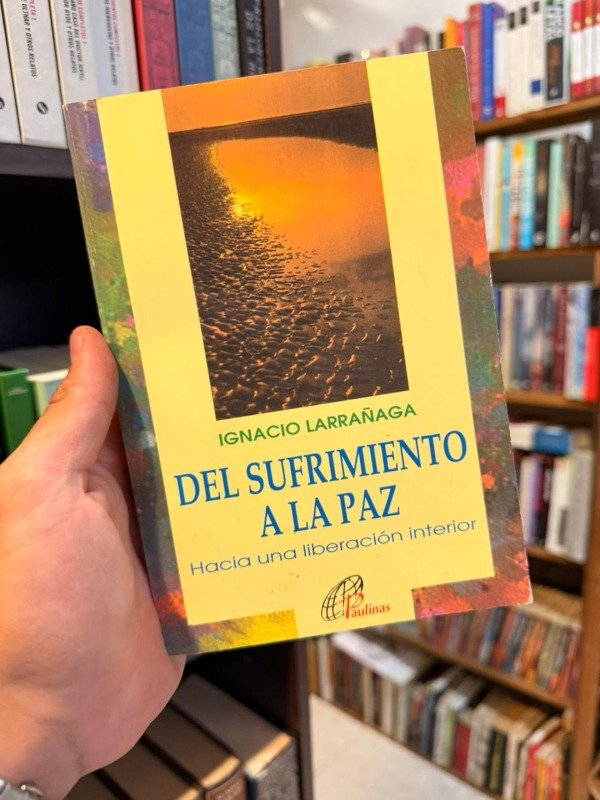 IGNACIO LARRAÑAGA
DEL SUFRIMIENTO
A LA PAZ
Hacia una liberación interior
Paulinas